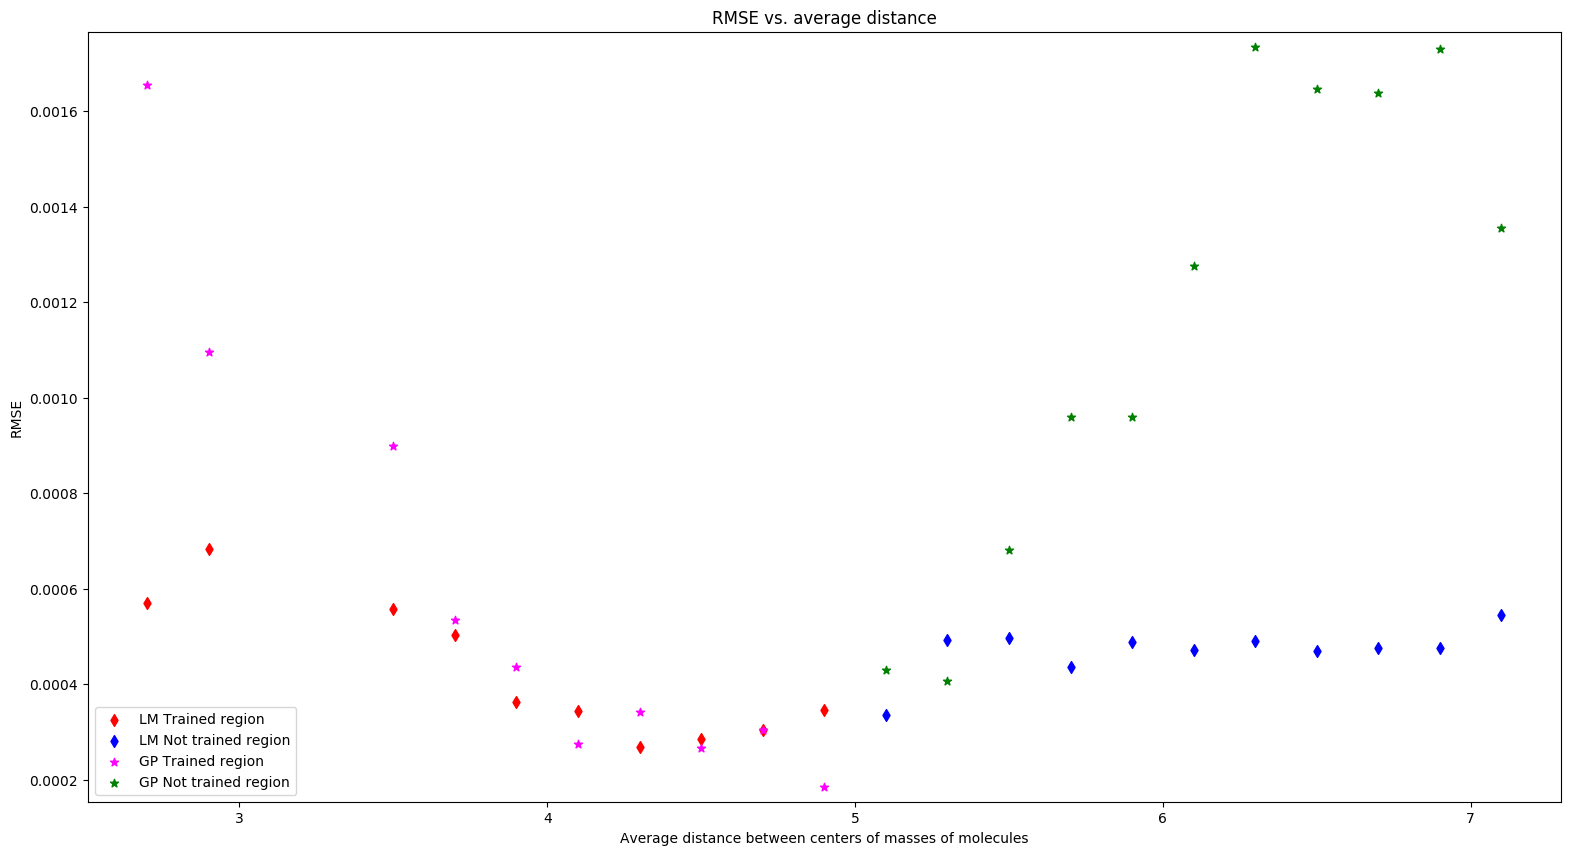 RMSE vs. average distance
RMSE
0.0016
0.0014
0.0012
0.0010
0.0008
0.0006
0.0004
0.0002
LM Trained region
LM Not trained region
GP Trained region
GP Not trained region
3 4 5 6 7
Average distance between centers of masses of molecules